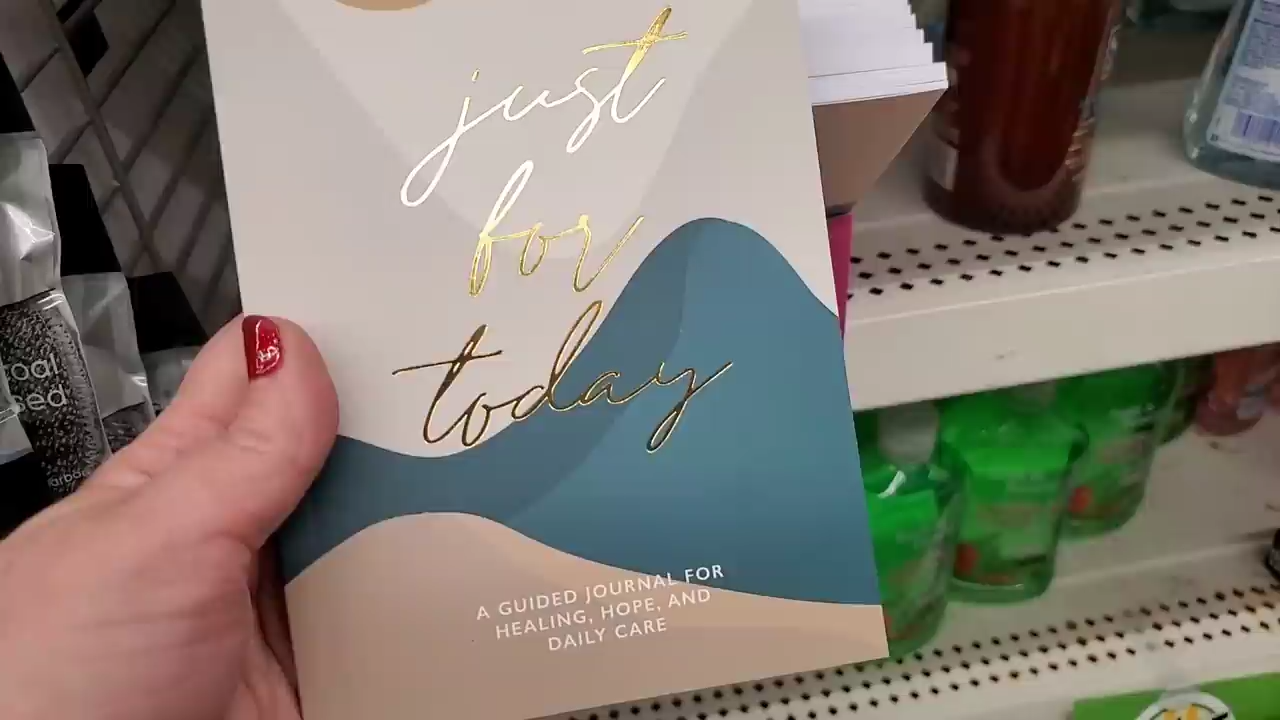 just
for
today
A GUIDED JOURNAL FOR
HEALING, HOPE, AND
DAILY CARE